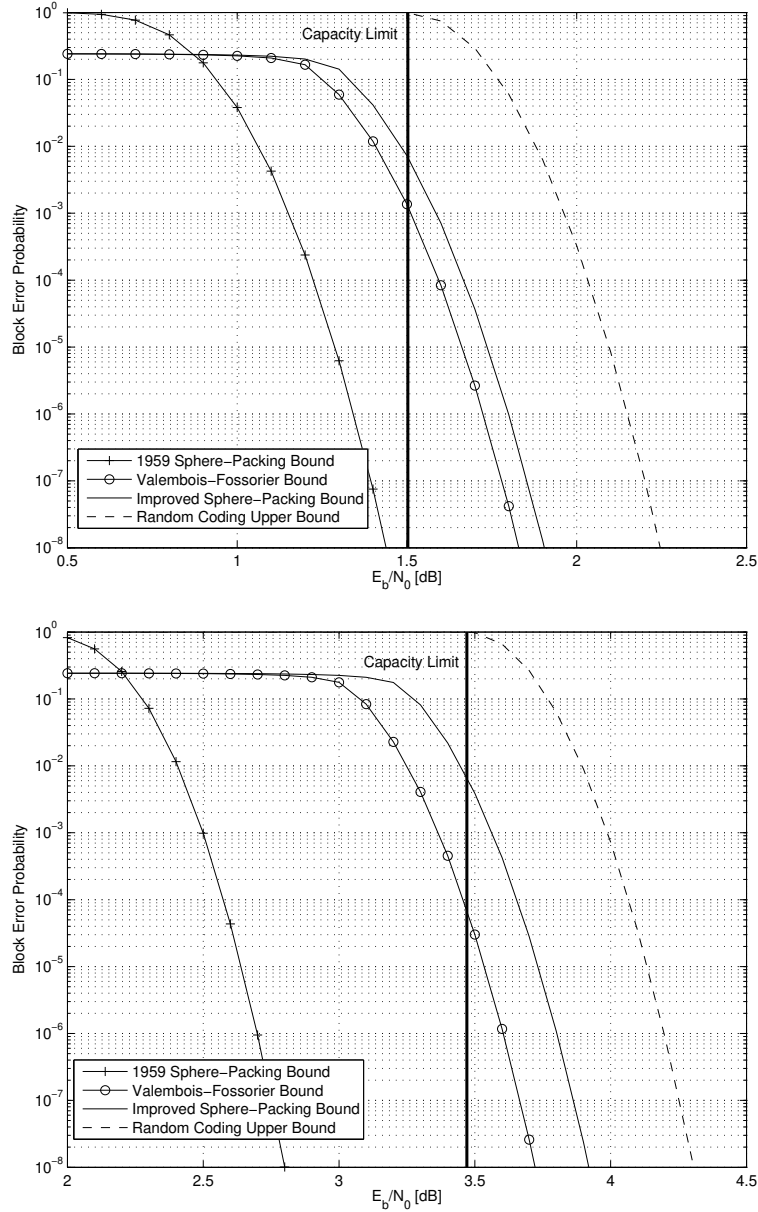 10^0
10^-1
10^-2
10^-3
10^-4
10^-5
10^-6
10^-7
10^-8
Block Error Probability
Capacity Limit
1959 Sphere−Packing Bound
Valembois−Fossorier Bound
Improved Sphere−Packing Bound
Random Coding Upper Bound
0.5 1 1.5 2 2.5
E_b/N_0 [dB]
10^0
10^-1
10^-2
10^-3
10^-4
10^-5
10^-6
10^-7
10^-8
Block Error Probability
Capacity Limit
1959 Sphere−Packing Bound
Valembois−Fossorier Bound
Improved Sphere−Packing Bound
Random Coding Upper Bound
2 2.5 3 3.5 4 4.5
E_b/N_0 [dB]